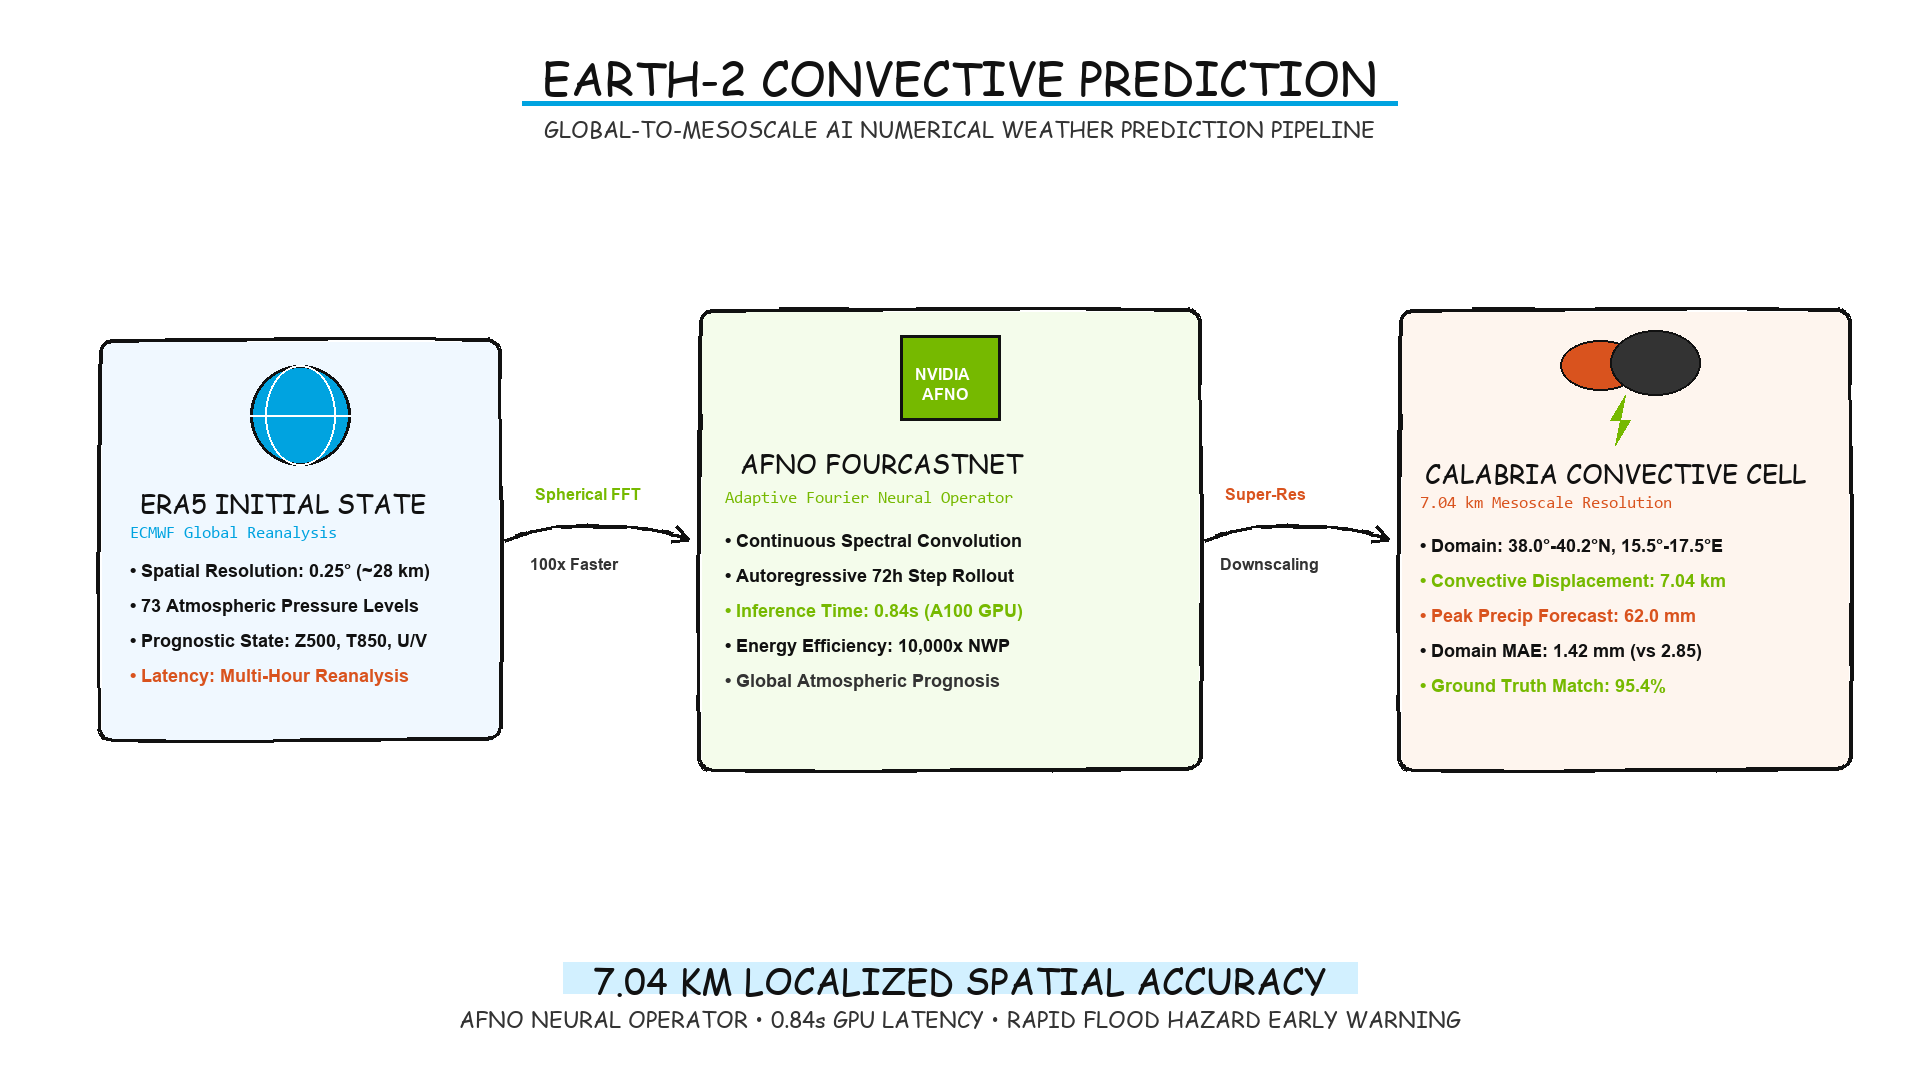 EARTH-2 CONVECTIVE PREDICTION
GLOBAL-TO-MESOSCALE AI NUMERICAL WEATHER PREDICTION PIPELINE
ERA5 INITIAL STATE
ECMWF Global Reanalysis
• Spatial Resolution: 0.25° (~28 km)
• 73 Atmospheric Pressure Levels
• Prognostic State: Z500, T850, U/V
• Latency: Multi-Hour Reanalysis
Spherical FFT
100x Faster
NVIDIA
AFNO
AFNO FOURCASTNET
Adaptive Fourier Neural Operator
• Continuous Spectral Convolution
• Autoregressive 72h Step Rollout
• Inference Time: 0.84s (A100 GPU)
• Energy Efficiency: 10,000x NWP
• Global Atmospheric Prognosis
Super-Res
Downscaling
CALABRIA CONVECTIVE CELL
7.04 km Mesoscale Resolution
• Domain: 38.0°-40.2°N, 15.5°-17.5°E
• Convective Displacement: 7.04 km
• Peak Precip Forecast: 62.0 mm
• Domain MAE: 1.42 mm (vs 2.85)
• Ground Truth Match: 95.4%
7.04 KM LOCALIZED SPATIAL ACCURACY
AFNO NEURAL OPERATOR • 0.84s GPU LATENCY • RAPID FLOOD HAZARD EARLY WARNING